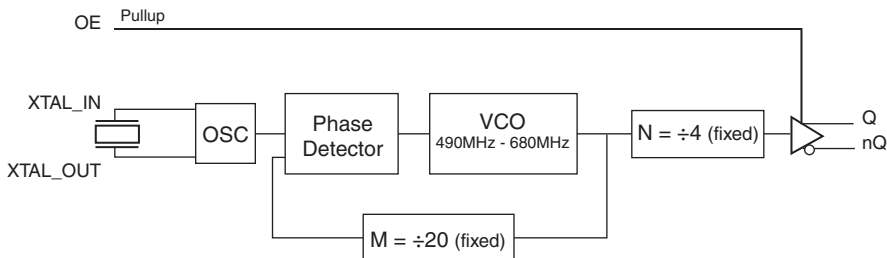 OE
Pullup
XTAL_IN
XTAL_OUT
OSC
Phase
Detector
VCO
490MHz - 680MHz
N = ÷4 (fixed)
Q
nQ
M = ÷20 (fixed)